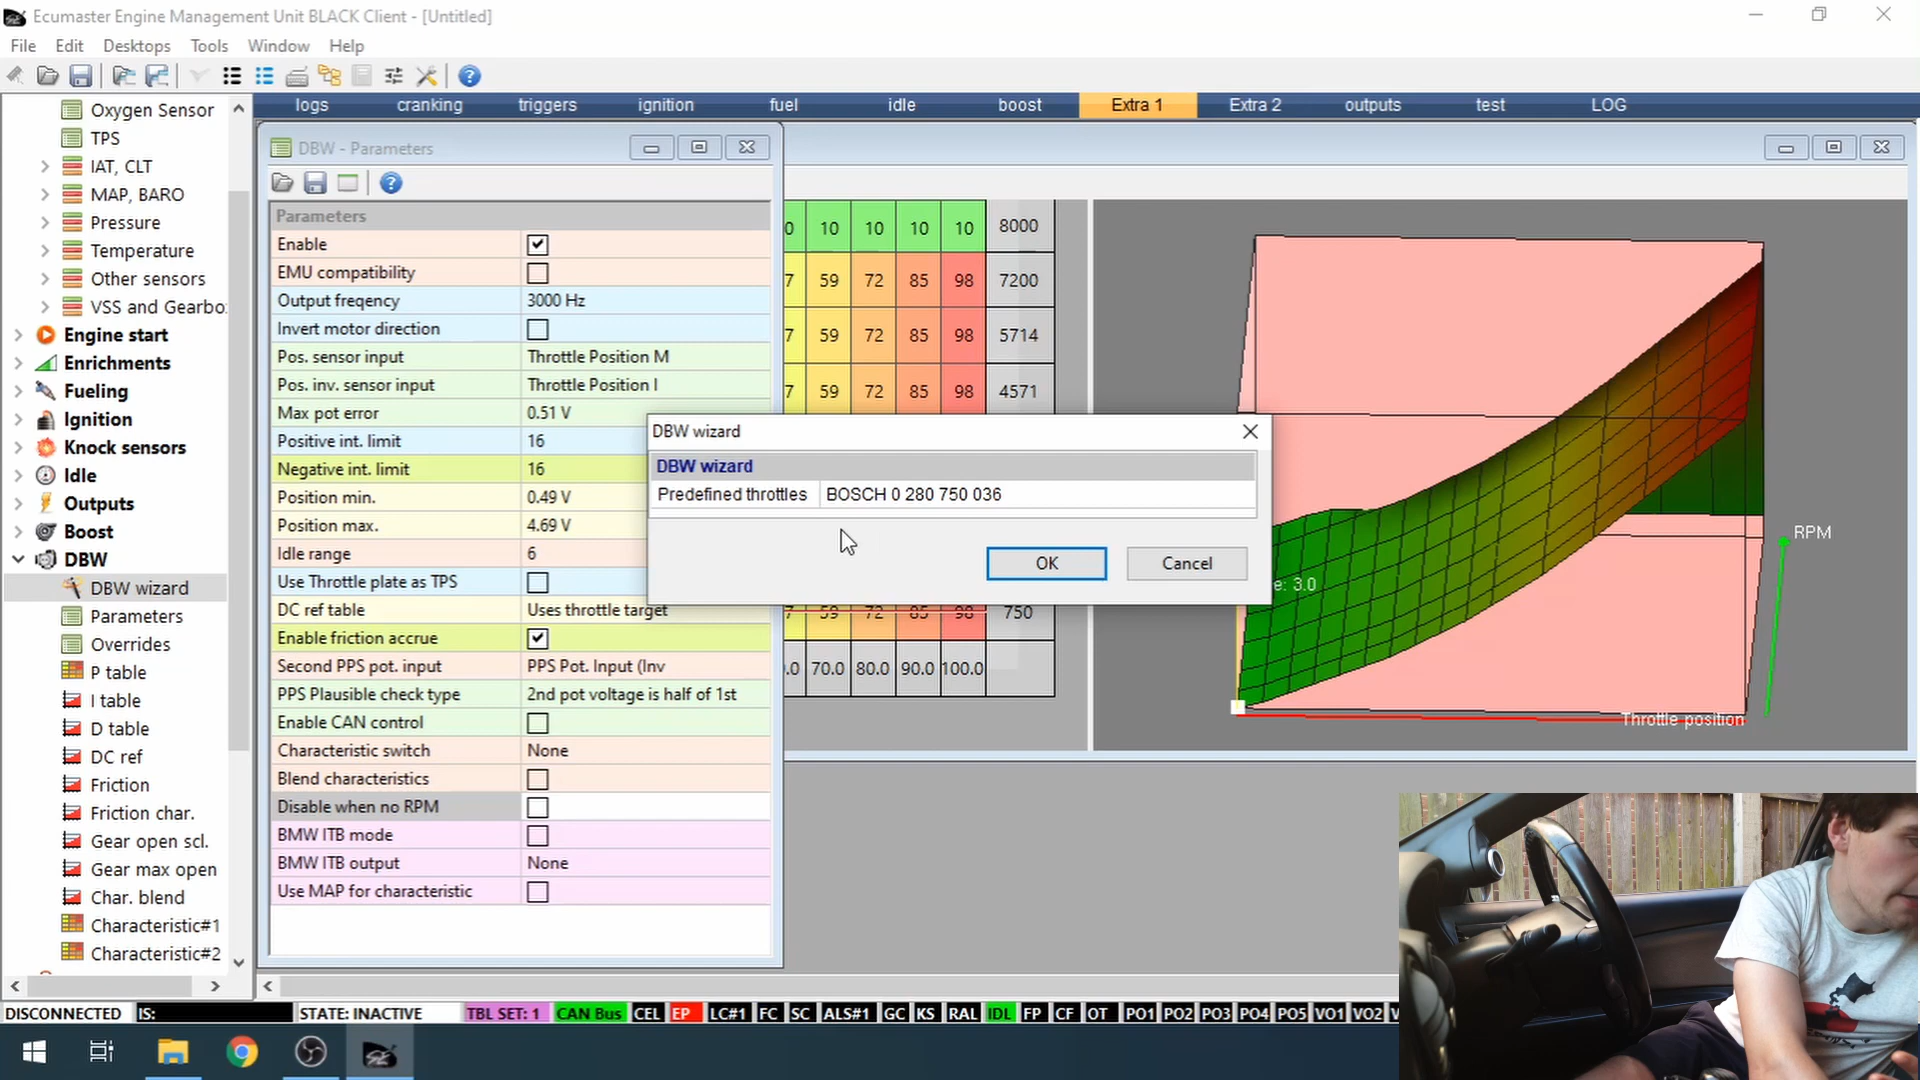 Ecumaster Engine Management Unit BLACK Client - [Untitled]
File Edit Desktops Tools Window Help
logs cranking triggers ignition fuel idle boost Extra 1 Extra 2 outputs test LOG
Oxygen Sensor
TPS
IAT, CLT
MAP, BARO
Pressure
Temperature
Other sensors
VSS and Gearbo
Engine start
Enrichments
Fueling
Ignition
Knock sensors
Idle
Outputs
Boost
DBW
DBW wizard
Parameters
Overrides
P table
I table
D table
DC ref
Friction
Friction char.
Gear open scl.
Gear max open
Char. blend
Characteristic#1
Characteristic#2
DBW - Parameters
Parameters
Enable
EMU compatibility
Output freqency 3000 Hz
Invert motor direction
Pos. sensor input Throttle Position M
Pos. inv. sensor input Throttle Position I
Max pot error 0.51 V
Positive int. limit 16
Negative int. limit 16
Position min. 0.49 V
Position max. 4.69 V
Idle range 6
Use Throttle plate as TPS
DC ref table Uses throttle target
Enable friction accrue
Second PPS pot. input PPS Pot. Input (Inv
PPS Plausible check type 2nd pot voltage is half of 1st
Enable CAN control
Characteristic switch None
Blend characteristics
Disable when no RPM
BMW ITB mode
BMW ITB output None
Use MAP for characteristic
0 10 10 10 10 8000
7 59 72 85 98 7200
7 59 72 85 98 5714
7 59 72 85 98 4571
7 59 72 85 98 750
.0 70.0 80.0 90.0 100.0
DBW wizard
DBW wizard
Predefined throttles BOSCH 0 280 750 036
OK Cancel
e: 3.0
RPM
Throttle position
DISCONNECTED IS: STATE: INACTIVE TBL SET: 1 CAN Bus CEL EP LC#1 FC SC ALS#1 GC KS RAL IDL FP CF OT PO1 PO2 PO3 PO4 PO5 VO1 VO2 V